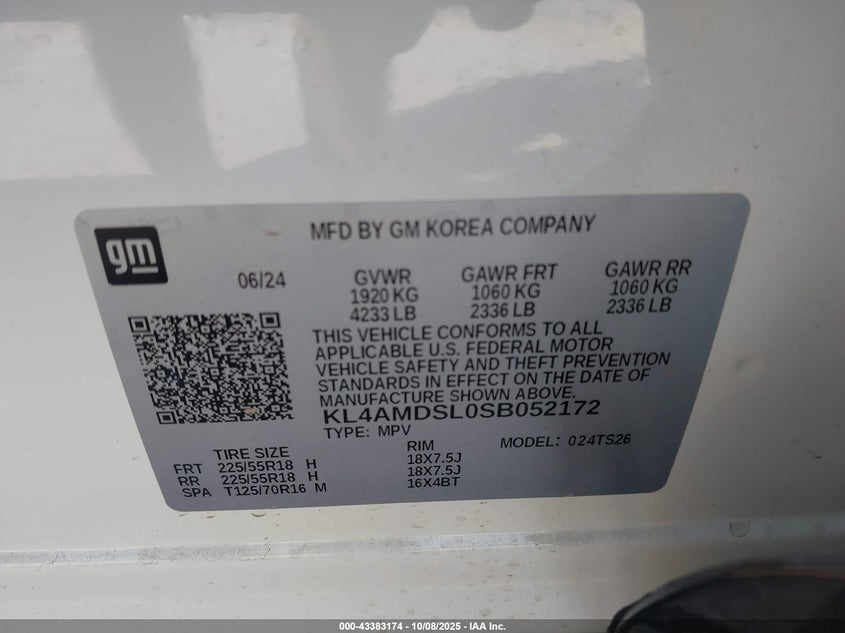 gm
MFD BY GM KOREA COMPANY
06/24
GVWR GAWR FRT GAWR RR
1920 KG 1060 KG 1060 KG
4233 LB 2336 LB 2336 LB
THIS VEHICLE CONFORMS TO ALL
APPLICABLE U.S. FEDERAL MOTOR
VEHICLE SAFETY AND THEFT PREVENTION
STANDARDS IN EFFECT ON THE DATE OF
MANUFACTURE SHOWN ABOVE.
KL4AMDSL0SB052172
TYPE: MPV
MODEL: 024TS26
TIRE SIZE RIM
FRT 225/55R18 H 18X7.5J
RR 225/55R18 H 18X7.5J
SPA T125/70R16 M 16X4BT
000-43383174 - 10/08/2025 - IAA Inc.